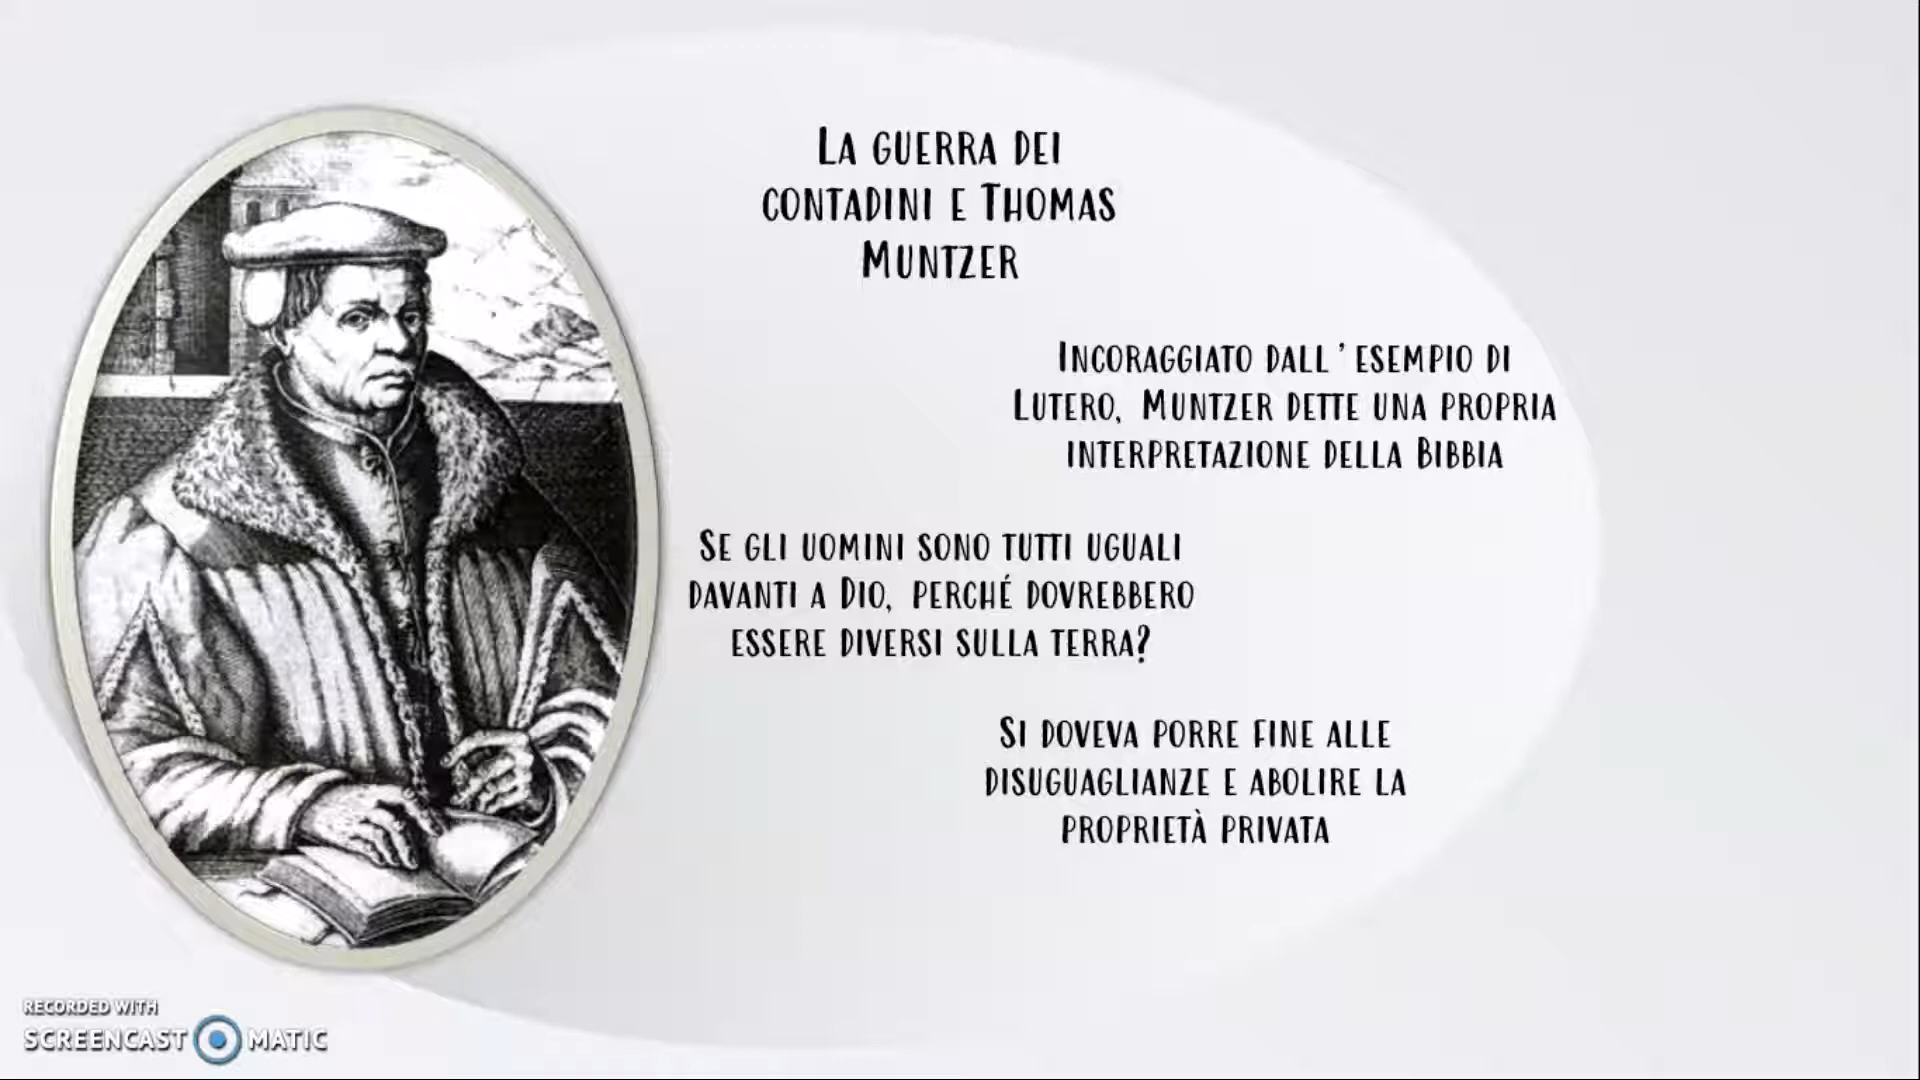 La guerra dei
contadini e Thomas
Muntzer
Incoraggiato dall'esempio di
Lutero, Muntzer dette una propria
interpretazione della Bibbia
Se gli uomini sono tutti uguali
davanti a Dio, perché dovrebbero
essere diversi sulla terra?
Si doveva porre fine alle
disuguaglianze e abolire la
proprietà privata
RECORDED WITH
SCREENCAST MATIC